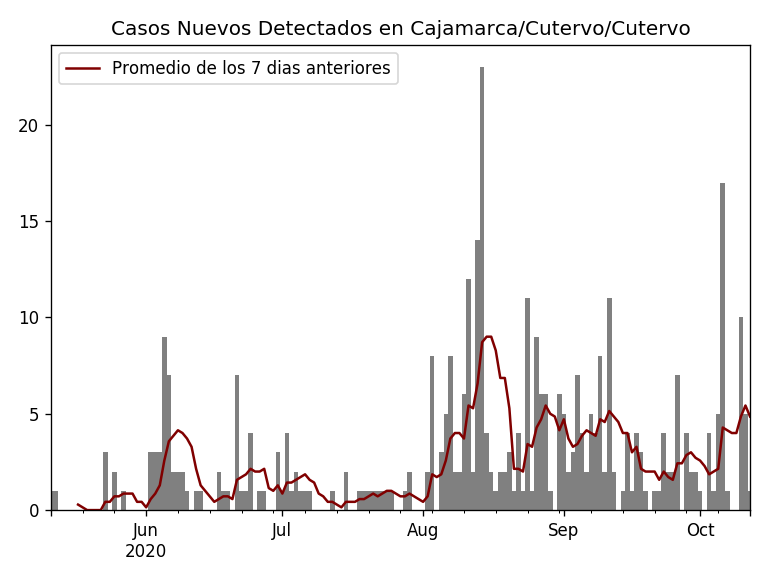 Casos Nuevos Detectados en Cajamarca/Cutervo/Cutervo
Promedio de los 7 dias anteriores
20
15
10
5
0
Jun Jul Aug Sep Oct
2020